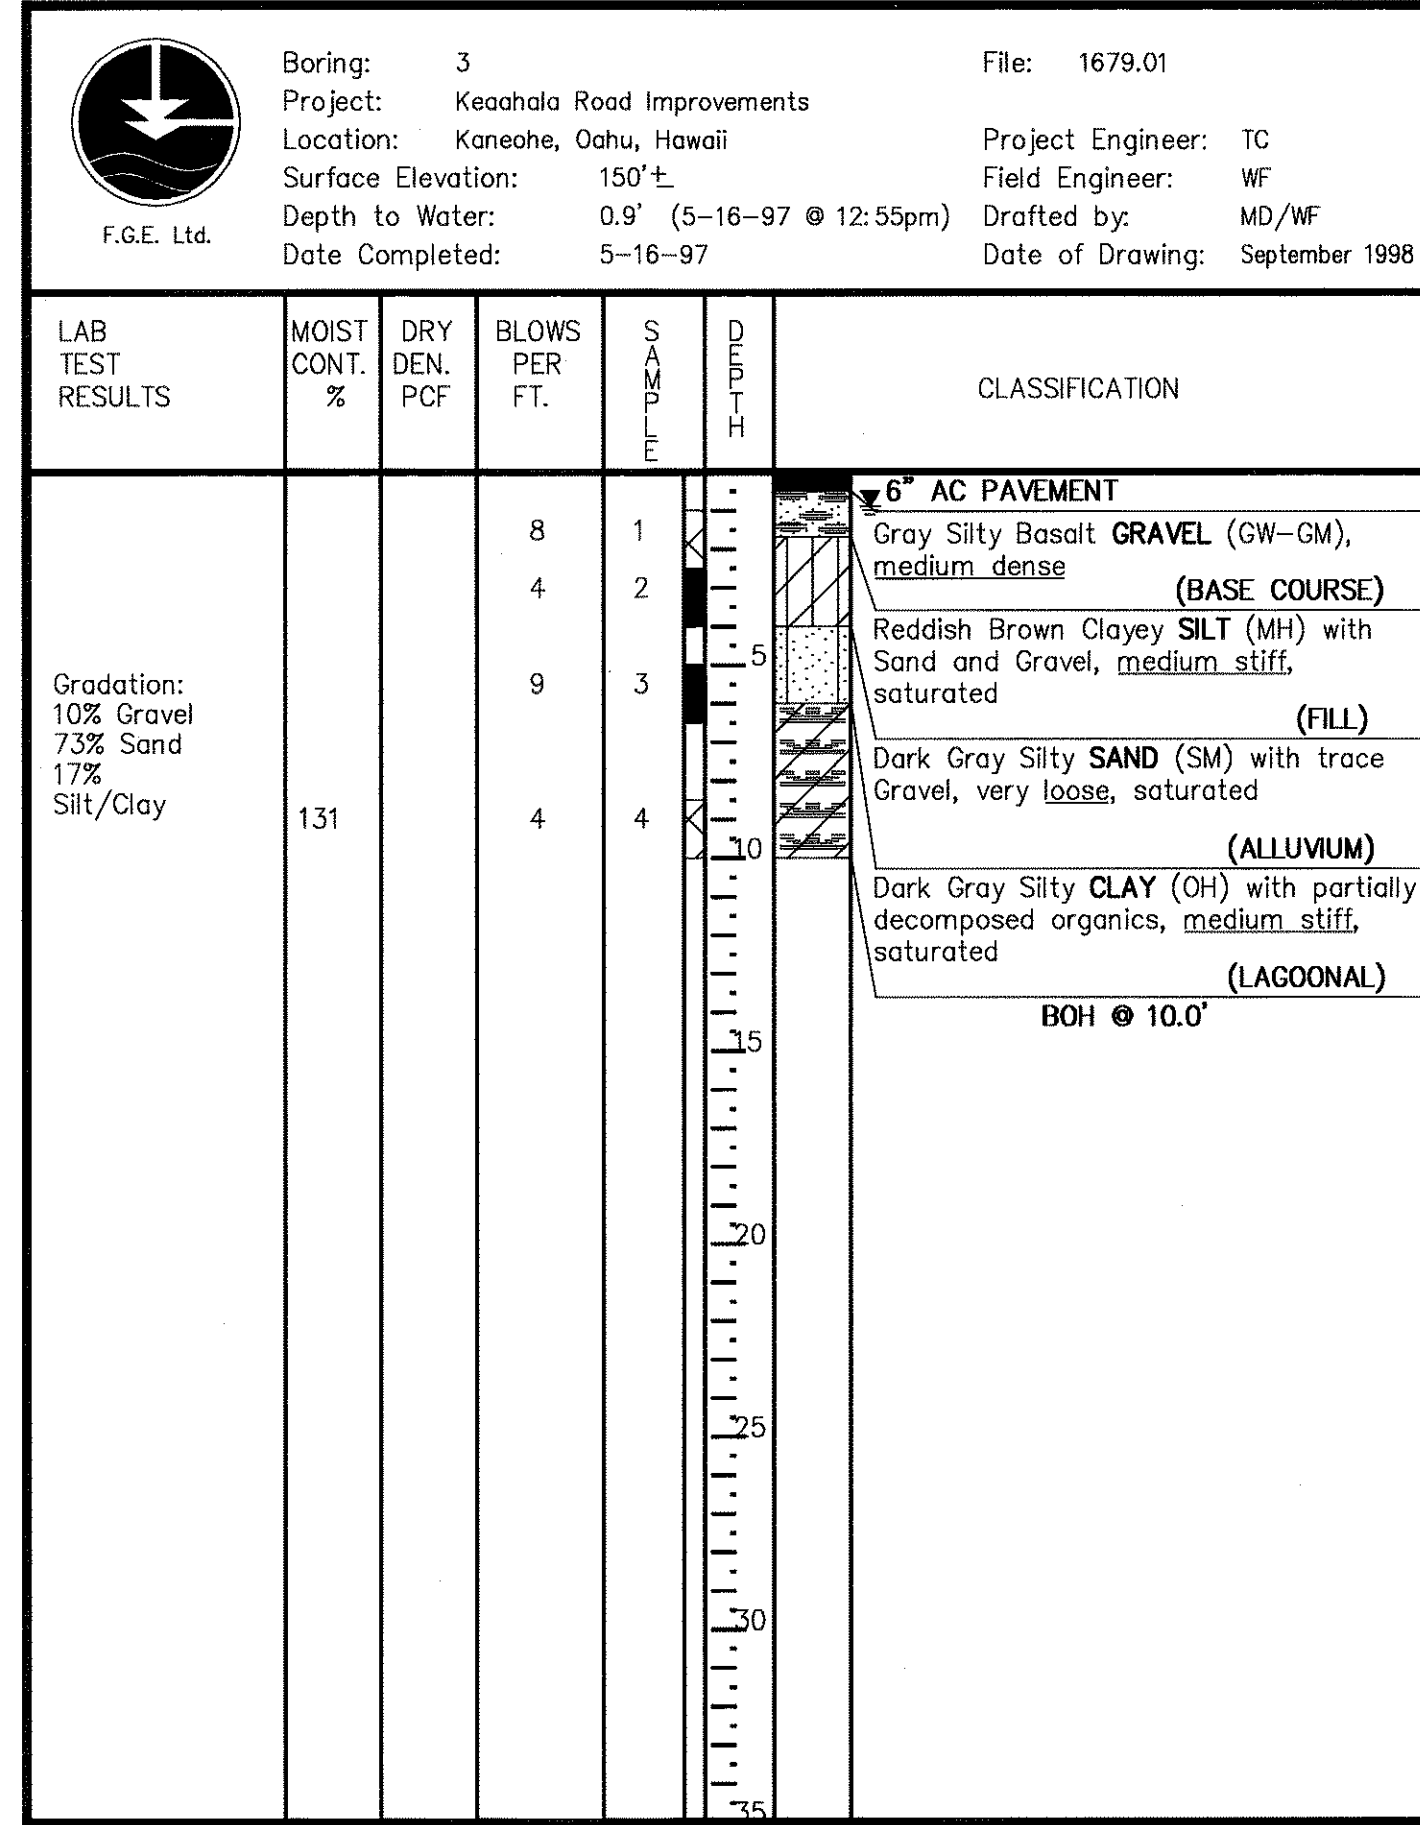 F.G.E. Ltd.
Boring: 3
Project: Keaahala Road Improvements
Location: Kaneohe, Oahu, Hawaii
Surface Elevation: 150'±
Depth to Water: 0.9' (5-16-97 @ 12:55pm)
Date Completed: 5-16-97
File: 1679.01
Project Engineer: TC
Field Engineer: WF
Drafted by: MD/WF
Date of Drawing: September 1998
LAB
TEST
RESULTS
MOIST
CONT.
%
DRY
DEN.
PCF
BLOWS
PER
FT.
SAMPLE
DEPTH
CLASSIFICATION
6" AC PAVEMENT
8 1
Gray Silty Basalt GRAVEL (GW-GM),
medium dense
(BASE COURSE)
4 2
Reddish Brown Clayey SILT (MH) with
Sand and Gravel, medium stiff,
saturated
(FILL)
5
9 3
Gradation:
10% Gravel
73% Sand
17%
Silt/Clay
Dark Gray Silty SAND (SM) with trace
Gravel, very loose, saturated
(ALLUVIUM)
131 4 4
10
Dark Gray Silty CLAY (OH) with partially
decomposed organics, medium stiff,
saturated
(LAGOONAL)
BOH @ 10.0'
15
20
25
30
35